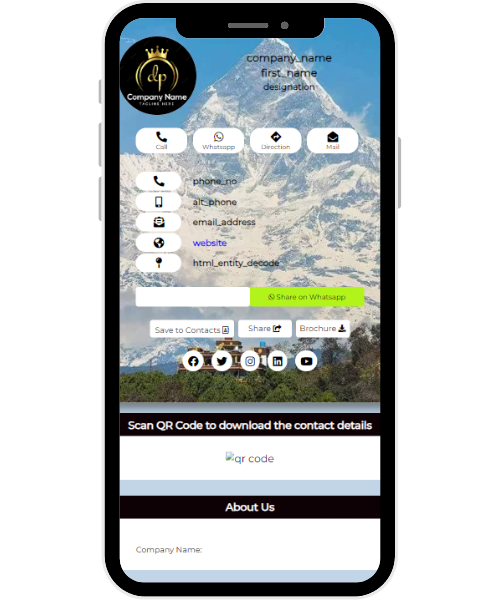 company_name
first_name
designation
dp
Company Name
TAGLINE HERE
Call
Whatsapp
Direction
Mail
phone_no
alt_phone
email_address
website
html_entity_decode
Share on Whatsapp
Save to Contacts
Share
Brochure
Scan QR Code to download the contact details
qr code
About Us
Company Name: